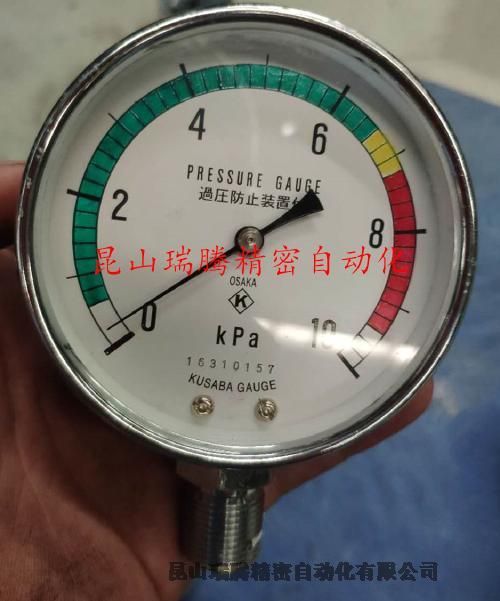 4
6
PRESSURE GAUGE
過圧防止装置付
2
8
昆山瑞腾精密自动化
OSAKA
K
0
kPa
10
16310157
KUSABA GAUGE
昆山瑞腾精密自动化有限公司